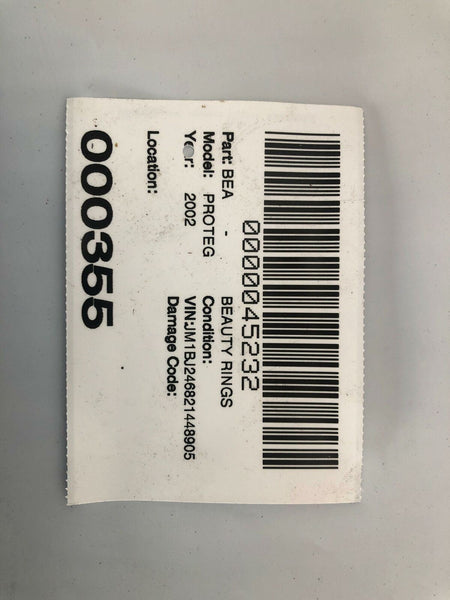 0000045232
Part: BEA - BEAUTY RINGS
Model: PROTEG Condition:
Year: 2002 VIN:JM1BJ246821448905
Damage Code:
Location:
000355